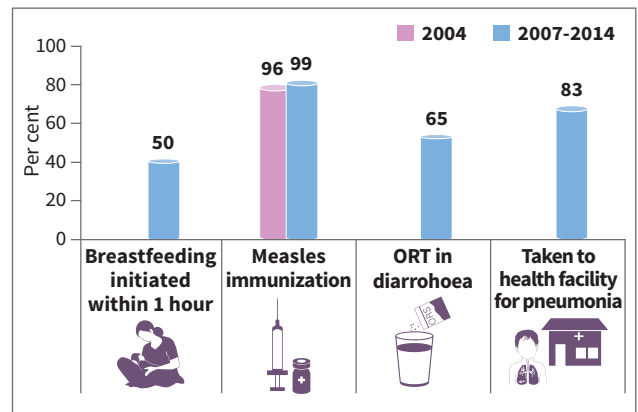 2004 2007-2014
Per cent
100
80
60
40
20
0
50
96 99
65
83
Breastfeeding
initiated
within 1 hour
Measles
immunization
ORT in
diarrohoea
Taken to
health facility
for pneumonia
ORS